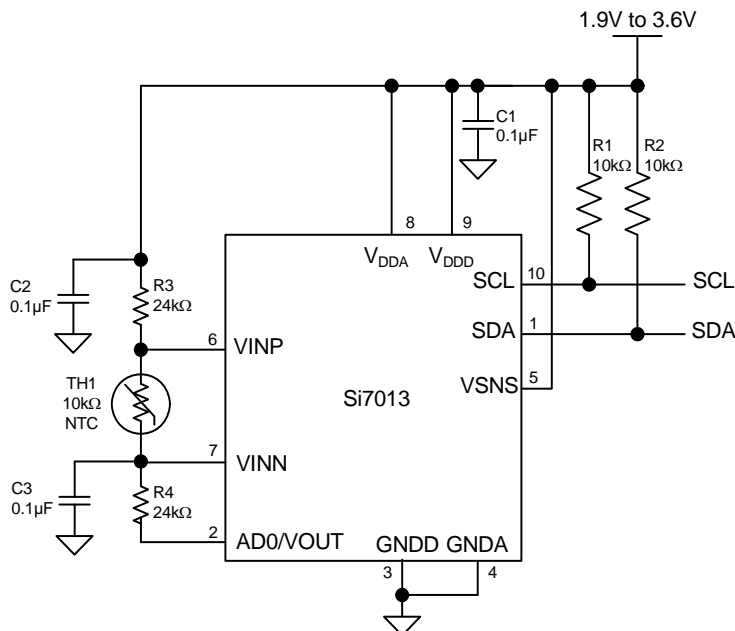 1.9V to 3.6V
C1
0.1µF
R1
10kΩ
R2
10kΩ
8
9
VDDA
VDDD
C2
0.1µF
R3
24kΩ
SCL
10
SCL
SDA
1
SDA
6
VINP
VSNS
5
TH1
10kΩ
NTC
Si7013
7
VINN
C3
0.1µF
R4
24kΩ
2
AD0/VOUT
GNDD
GNDA
3
4